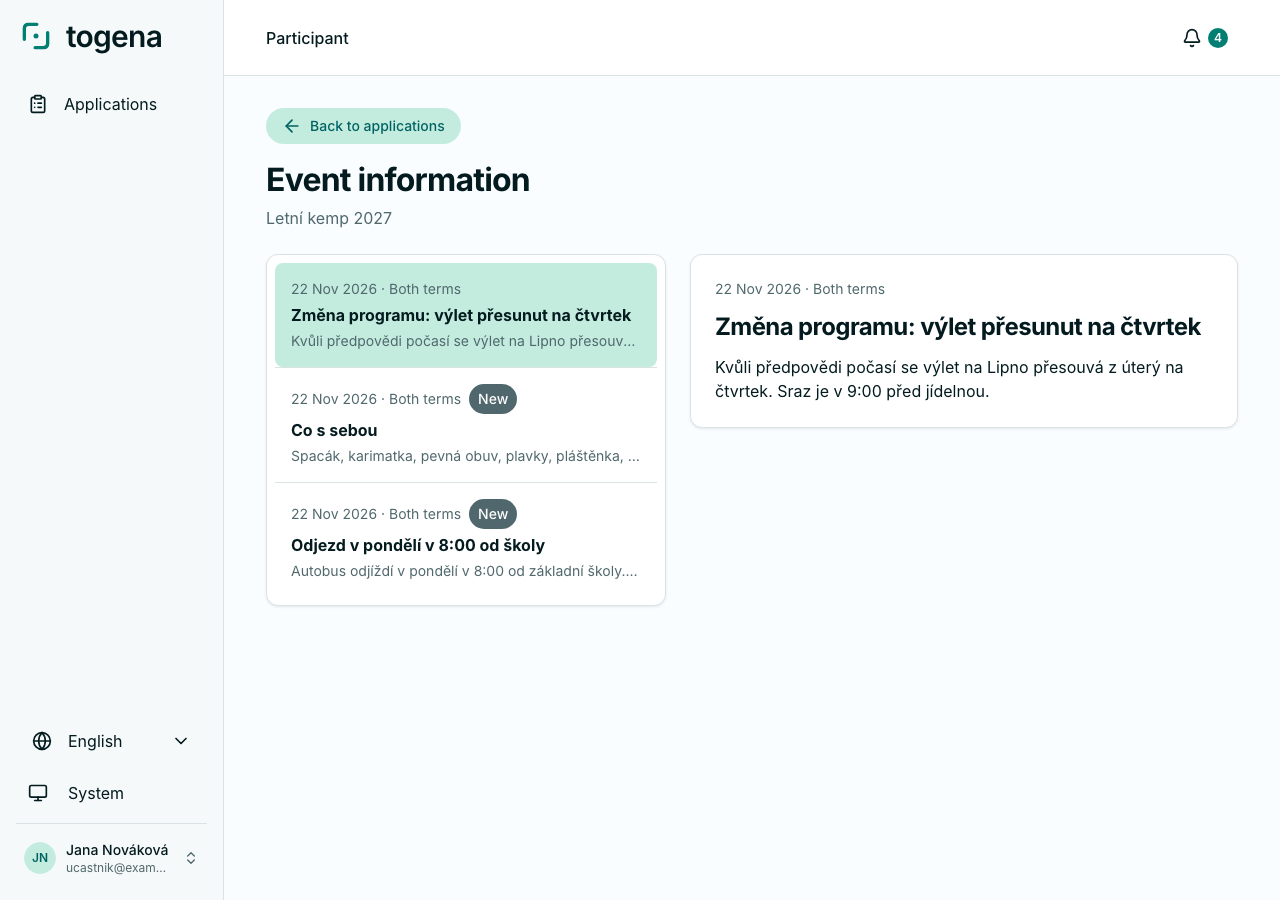 togena
Participant
4
Applications
Back to applications
Event information
Letní kemp 2027
22 Nov 2026 · Both terms
Změna programu: výlet přesunut na čtvrtek
Kvůli předpovědi počasí se výlet na Lipno přesouv...
22 Nov 2026 · Both terms New
Co s sebou
Spacák, karimatka, pevná obuv, plavky, pláštěnka, ...
22 Nov 2026 · Both terms New
Odjezd v pondělí v 8:00 od školy
Autobus odjíždí v pondělí v 8:00 od základní školy....
22 Nov 2026 · Both terms
Změna programu: výlet přesunut na čtvrtek
Kvůli předpovědi počasí se výlet na Lipno přesouvá z úterý na
čtvrtek. Sraz je v 9:00 před jídelnou.
English
System
JN
Jana Nováková
ucastnik@exam...